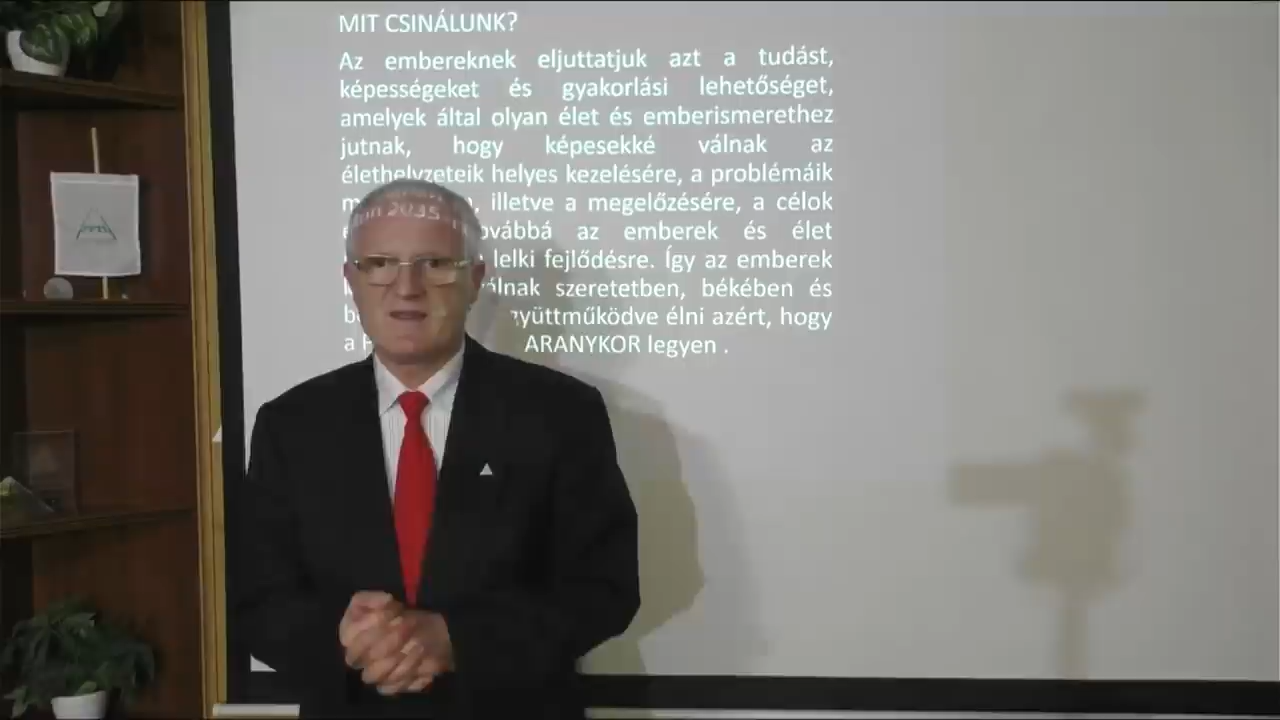 MIT CSINÁLUNK?
Az embereknek eljuttatjuk azt a tudást,
képességeket és gyakorlási lehetőséget,
amelyek által olyan élet és emberismerethez
jutnak, hogy képesekké válnak az
élethelyzeteik helyes kezelésére, a problémáik
illetve a megelőzésére, a célok
továbbá az emberek és élet
lelki fejlődésre. Így az emberek
szeretetben, békében és
élni azért, hogy
a ARANYKOR legyen .
2035